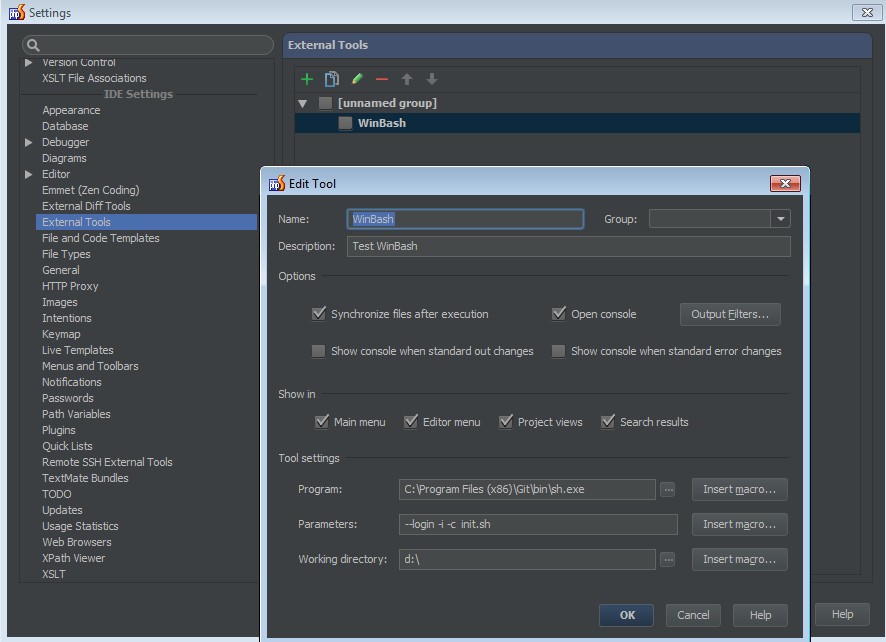 Settings
External Tools
Version Control
XSLT File Associations
IDE Settings
Appearance
Database
Debugger
Diagrams
Editor
Emmet (Zen Coding)
External Diff Tools
External Tools
File and Code Templates
File Types
General
HTTP Proxy
Images
Intentions
Keymap
Live Templates
Menus and Toolbars
Notifications
Passwords
Path Variables
Plugins
Quick Lists
Remote SSH External Tools
TextMate Bundles
TODO
Updates
Usage Statistics
Web Browsers
XPath Viewer
XSLT
[unnamed group]
WinBash
Edit Tool
Name: WinBash Group:
Description: Test WinBash
Options
Synchronize files after execution Open console Output Filters...
Show console when standard out changes Show console when standard error changes
Show in
Main menu Editor menu Project views Search results
Tool settings
Program: C:\Program Files (x86)\Git\bin\sh.exe ... Insert macro...
Parameters: --login -i -c init.sh Insert macro...
Working directory: d:\ ... Insert macro...
OK Cancel Help
Help